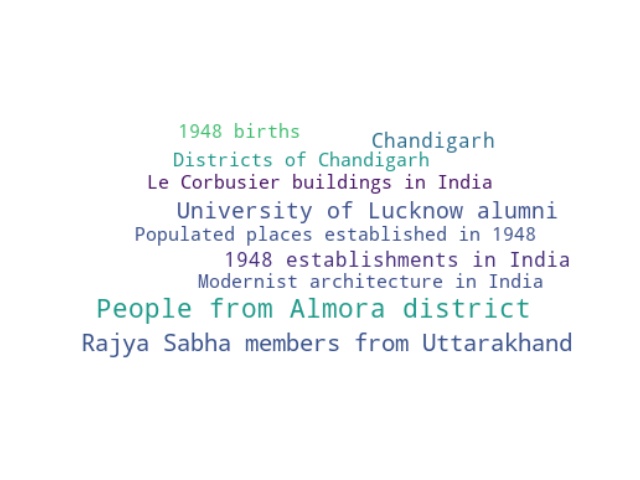 1948 births
Chandigarh
Districts of Chandigarh
Le Corbusier buildings in India
University of Lucknow alumni
Populated places established in 1948
1948 establishments in India
Modernist architecture in India
People from Almora district
Rajya Sabha members from Uttarakhand